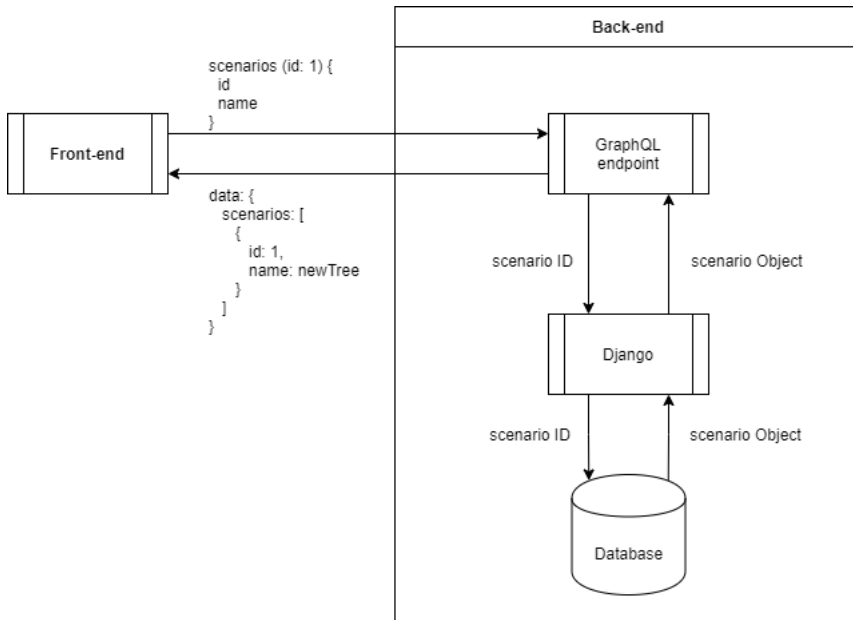 Back-end
scenarios (id: 1) {
id
name
}
Front-end
GraphQL
endpoint
data: {
scenarios: [
{
id: 1,
name: newTree
}
]
}
scenario ID
scenario Object
Django
scenario ID
scenario Object
Database